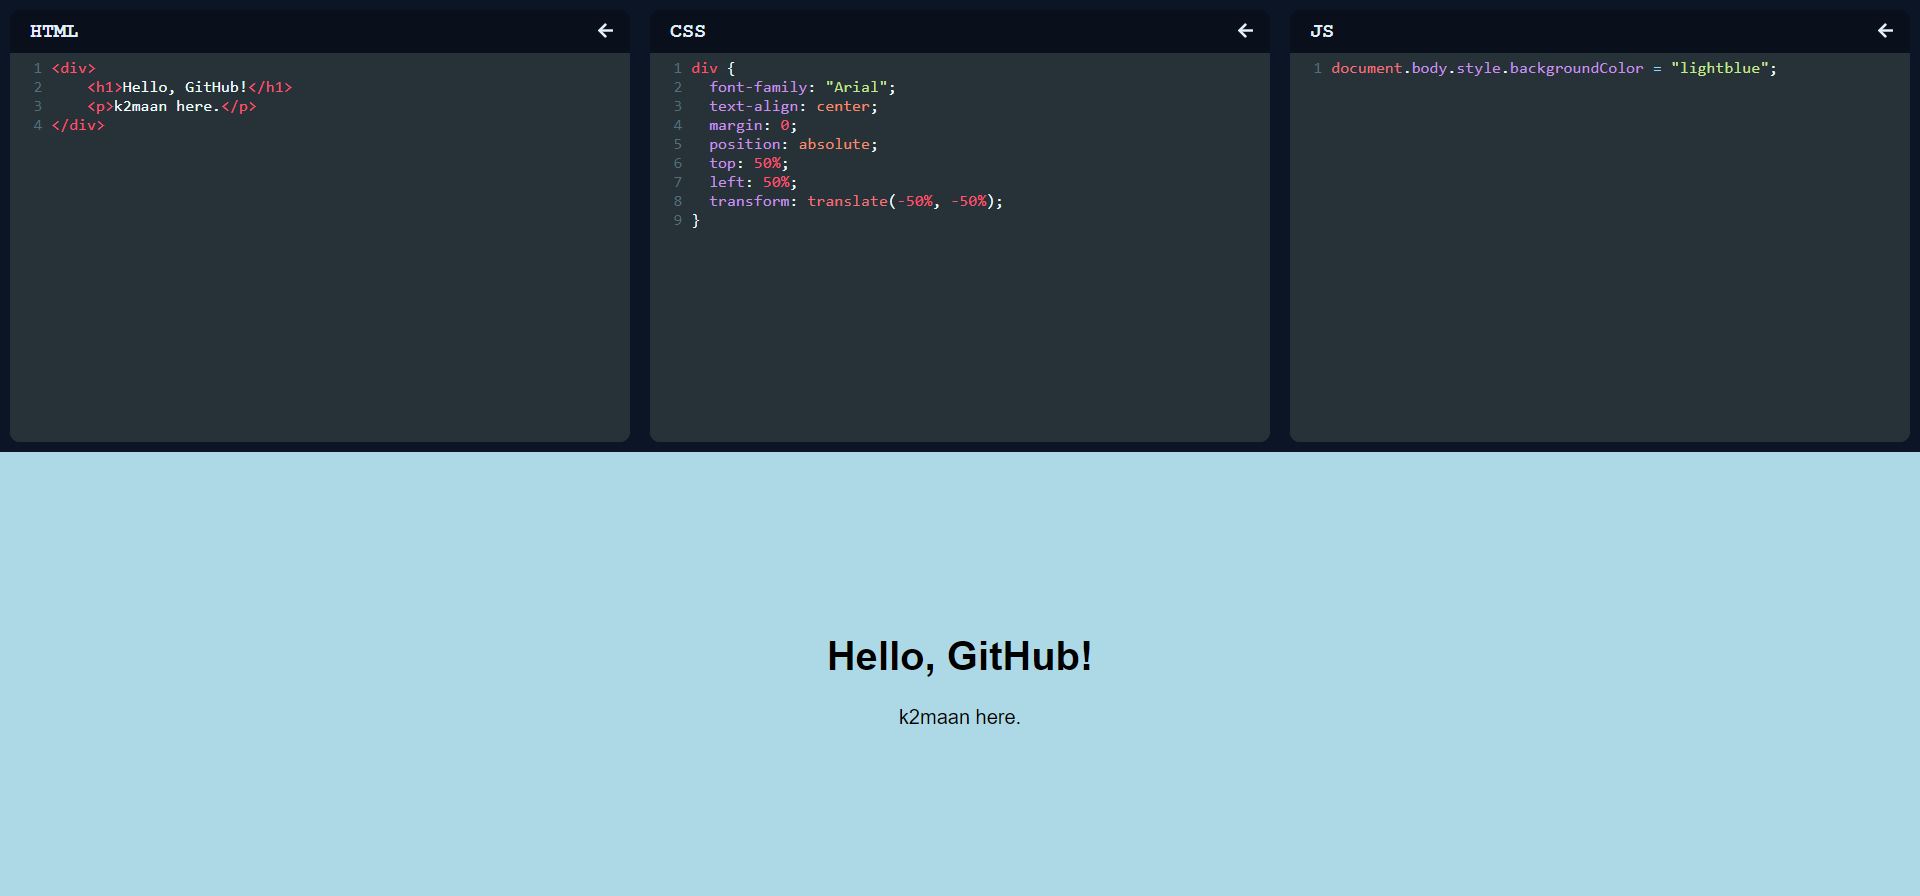 HTML
1 <div>
2     <h1>Hello, GitHub!</h1>
3     <p>k2maan here.</p>
4 </div>
CSS
1 div {
2   font-family: "Arial";
3   text-align: center;
4   margin: 0;
5   position: absolute;
6   top: 50%;
7   left: 50%;
8   transform: translate(-50%, -50%);
9 }
JS
1 document.body.style.backgroundColor = "lightblue";
Hello, GitHub!
k2maan here.